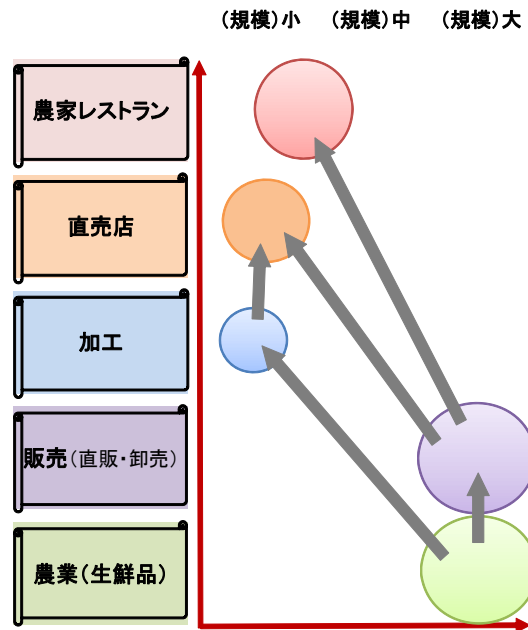 （規模）小 （規模）中 （規模）大
農家レストラン
直売店
加工
販売（直販・卸売）
農業（生鮮品）